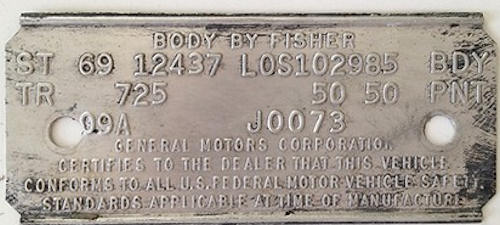 BODY BY FISHER
ST 69 12437 LOS102985 BDY
TR 725 50 50 PNT
09A J0073
GENERAL MOTORS CORPORATION
CERTIFIES TO THE DEALER THAT THIS VEHICLE
CONFORMS TO ALL U.S. FEDERAL MOTOR VEHICLE SAFETY
STANDARDS APPLICABLE AT TIME OF MANUFACTURE